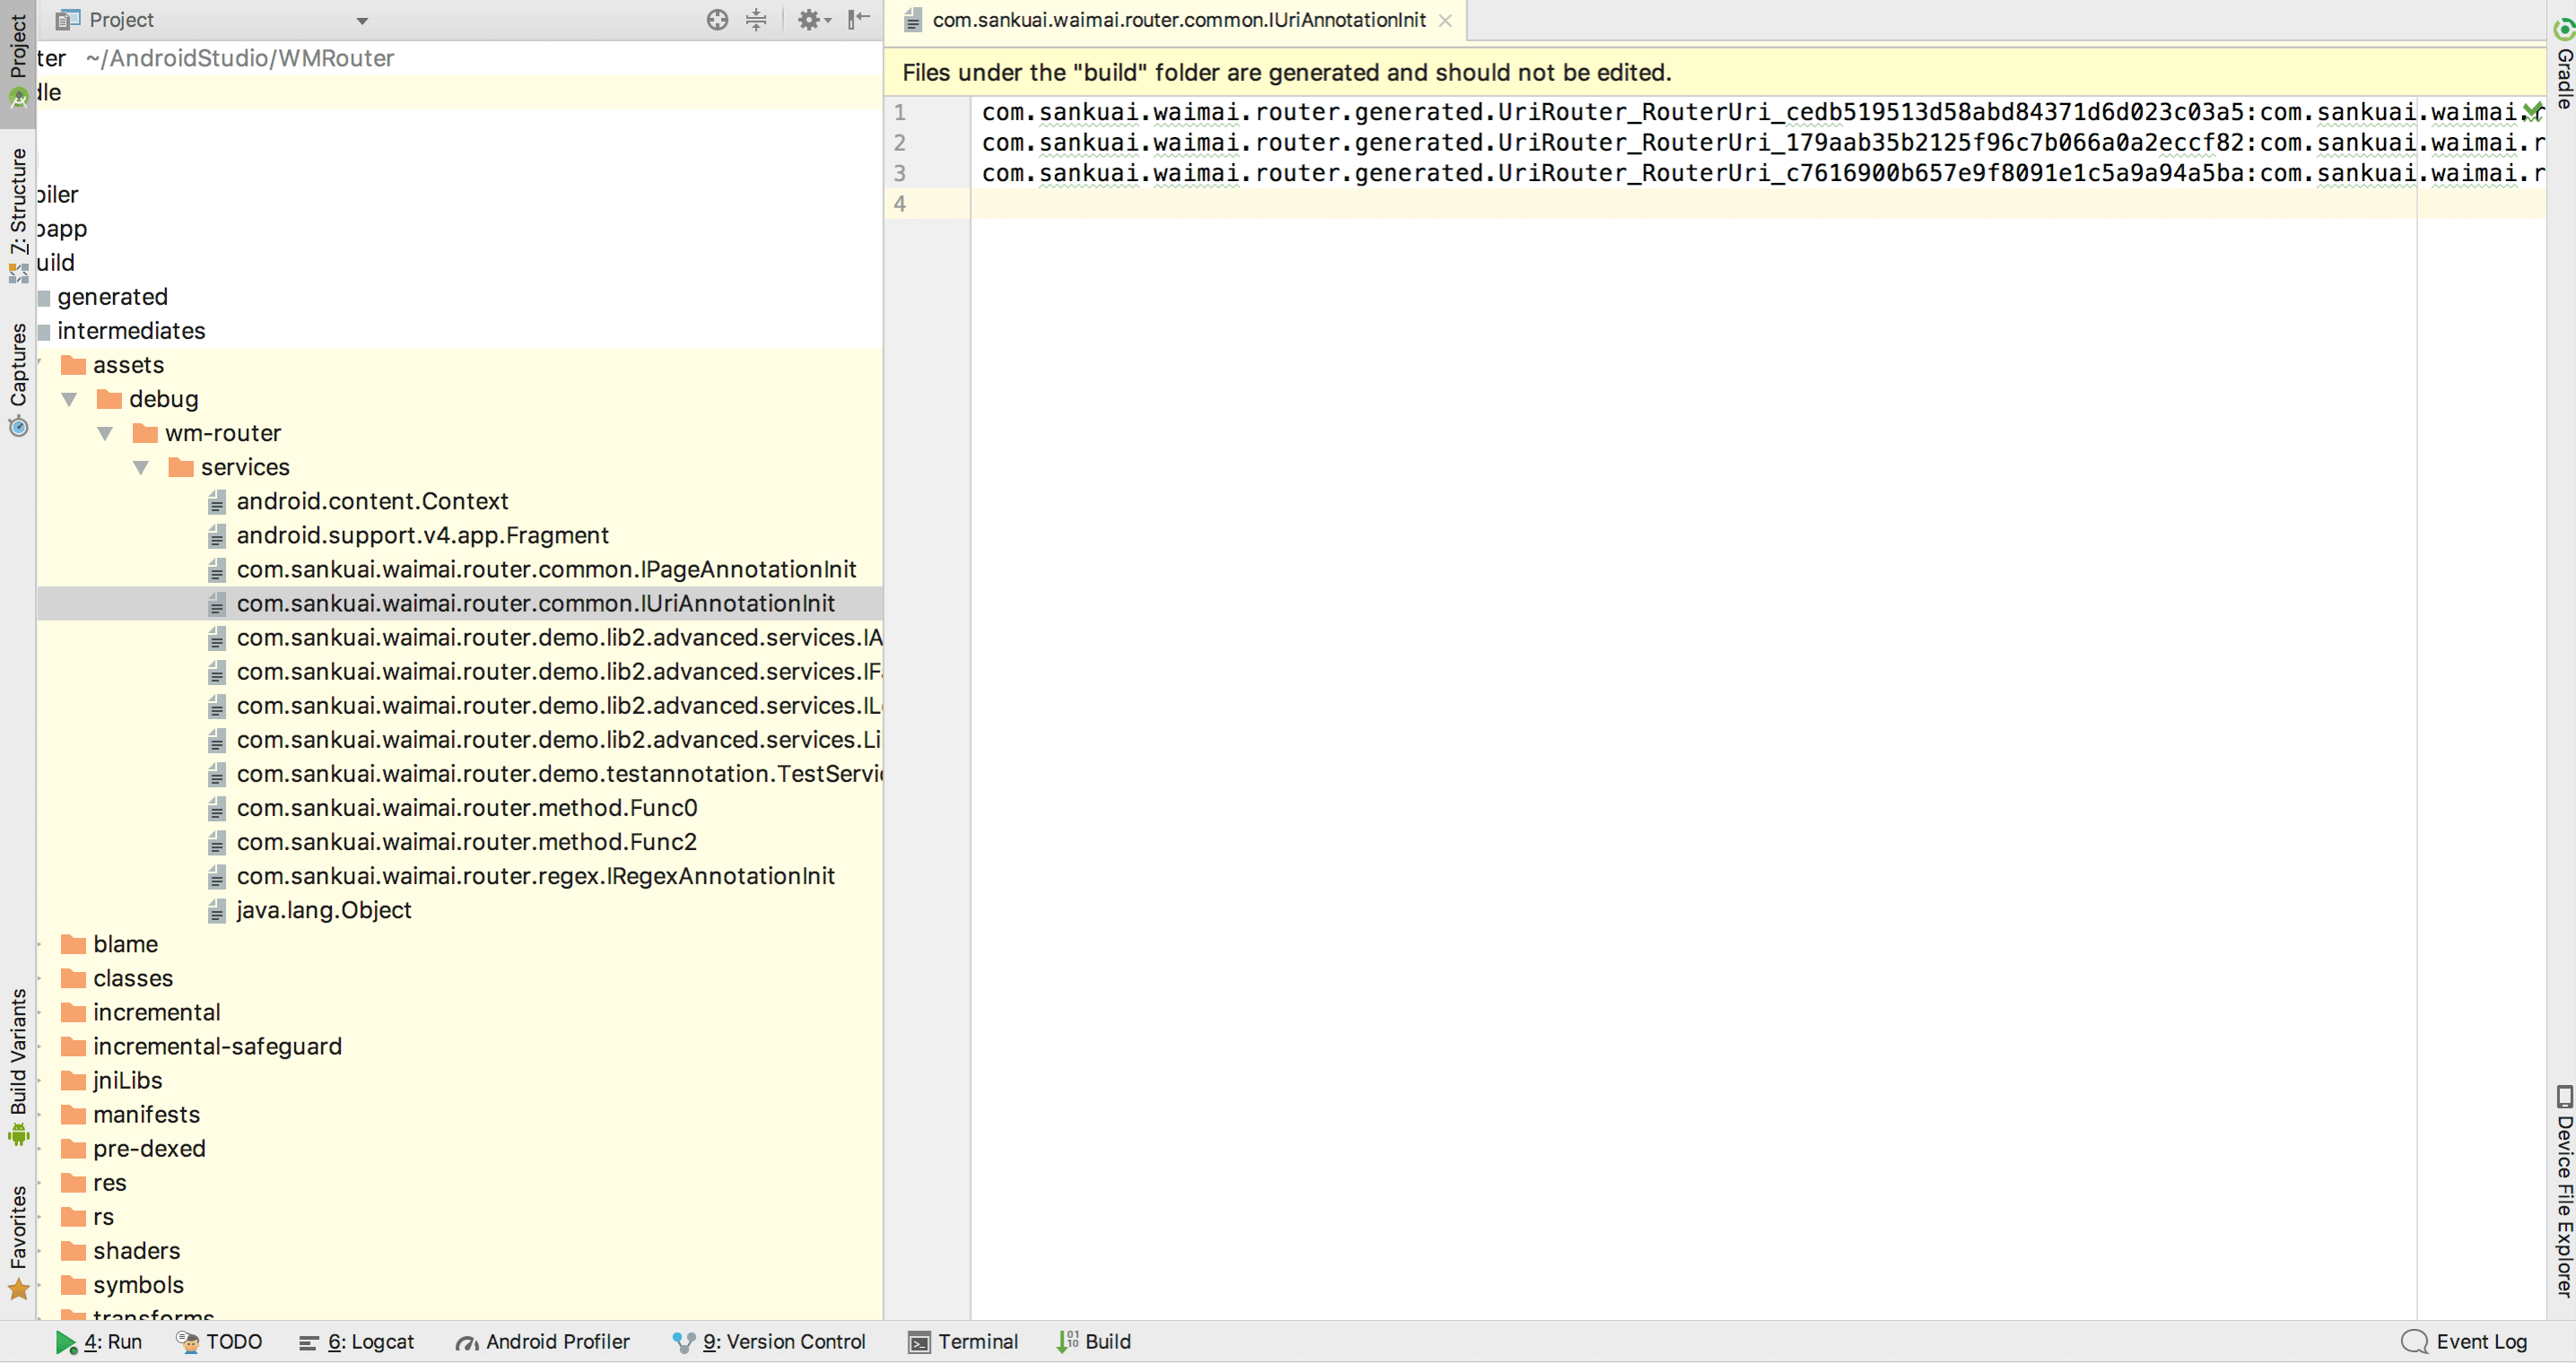 Project
com.sankuai.waimai.router.common.IUriAnnotationInit
ter ~/AndroidStudio/WMRouter
dle
piler
oapp
uild
generated
intermediates
assets
debug
wm-router
services
android.content.Context
android.support.v4.app.Fragment
com.sankuai.waimai.router.common.IPageAnnotationInit
com.sankuai.waimai.router.common.IUriAnnotationInit
com.sankuai.waimai.router.demo.lib2.advanced.services.IA
com.sankuai.waimai.router.demo.lib2.advanced.services.IFa
com.sankuai.waimai.router.demo.lib2.advanced.services.IL
com.sankuai.waimai.router.demo.lib2.advanced.services.Li
com.sankuai.waimai.router.demo.testannotation.TestServi
com.sankuai.waimai.router.method.Func0
com.sankuai.waimai.router.method.Func2
com.sankuai.waimai.router.regex.IRegexAnnotationInit
java.lang.Object
blame
classes
incremental
incremental-safeguard
jniLibs
manifests
pre-dexed
res
rs
shaders
symbols
transforms
Files under the "build" folder are generated and should not be edited.
1 com.sankuai.waimai.router.generated.UriRouter_RouterUri_cedb519513d58abd84371d6d023c03a5:com.sankuai.waimai.r
2 com.sankuai.waimai.router.generated.UriRouter_RouterUri_179aab35b2125f96c7b066a0a2eccf82:com.sankuai.waimai.r
3 com.sankuai.waimai.router.generated.UriRouter_RouterUri_c7616900b657e9f8091e1c5a9a94a5ba:com.sankuai.waimai.r
4
Project
7: Structure
Captures
Build Variants
Favorites
Gradle
Device File Explorer
4: Run
TODO
6: Logcat
Android Profiler
9: Version Control
Terminal
Build
Event Log